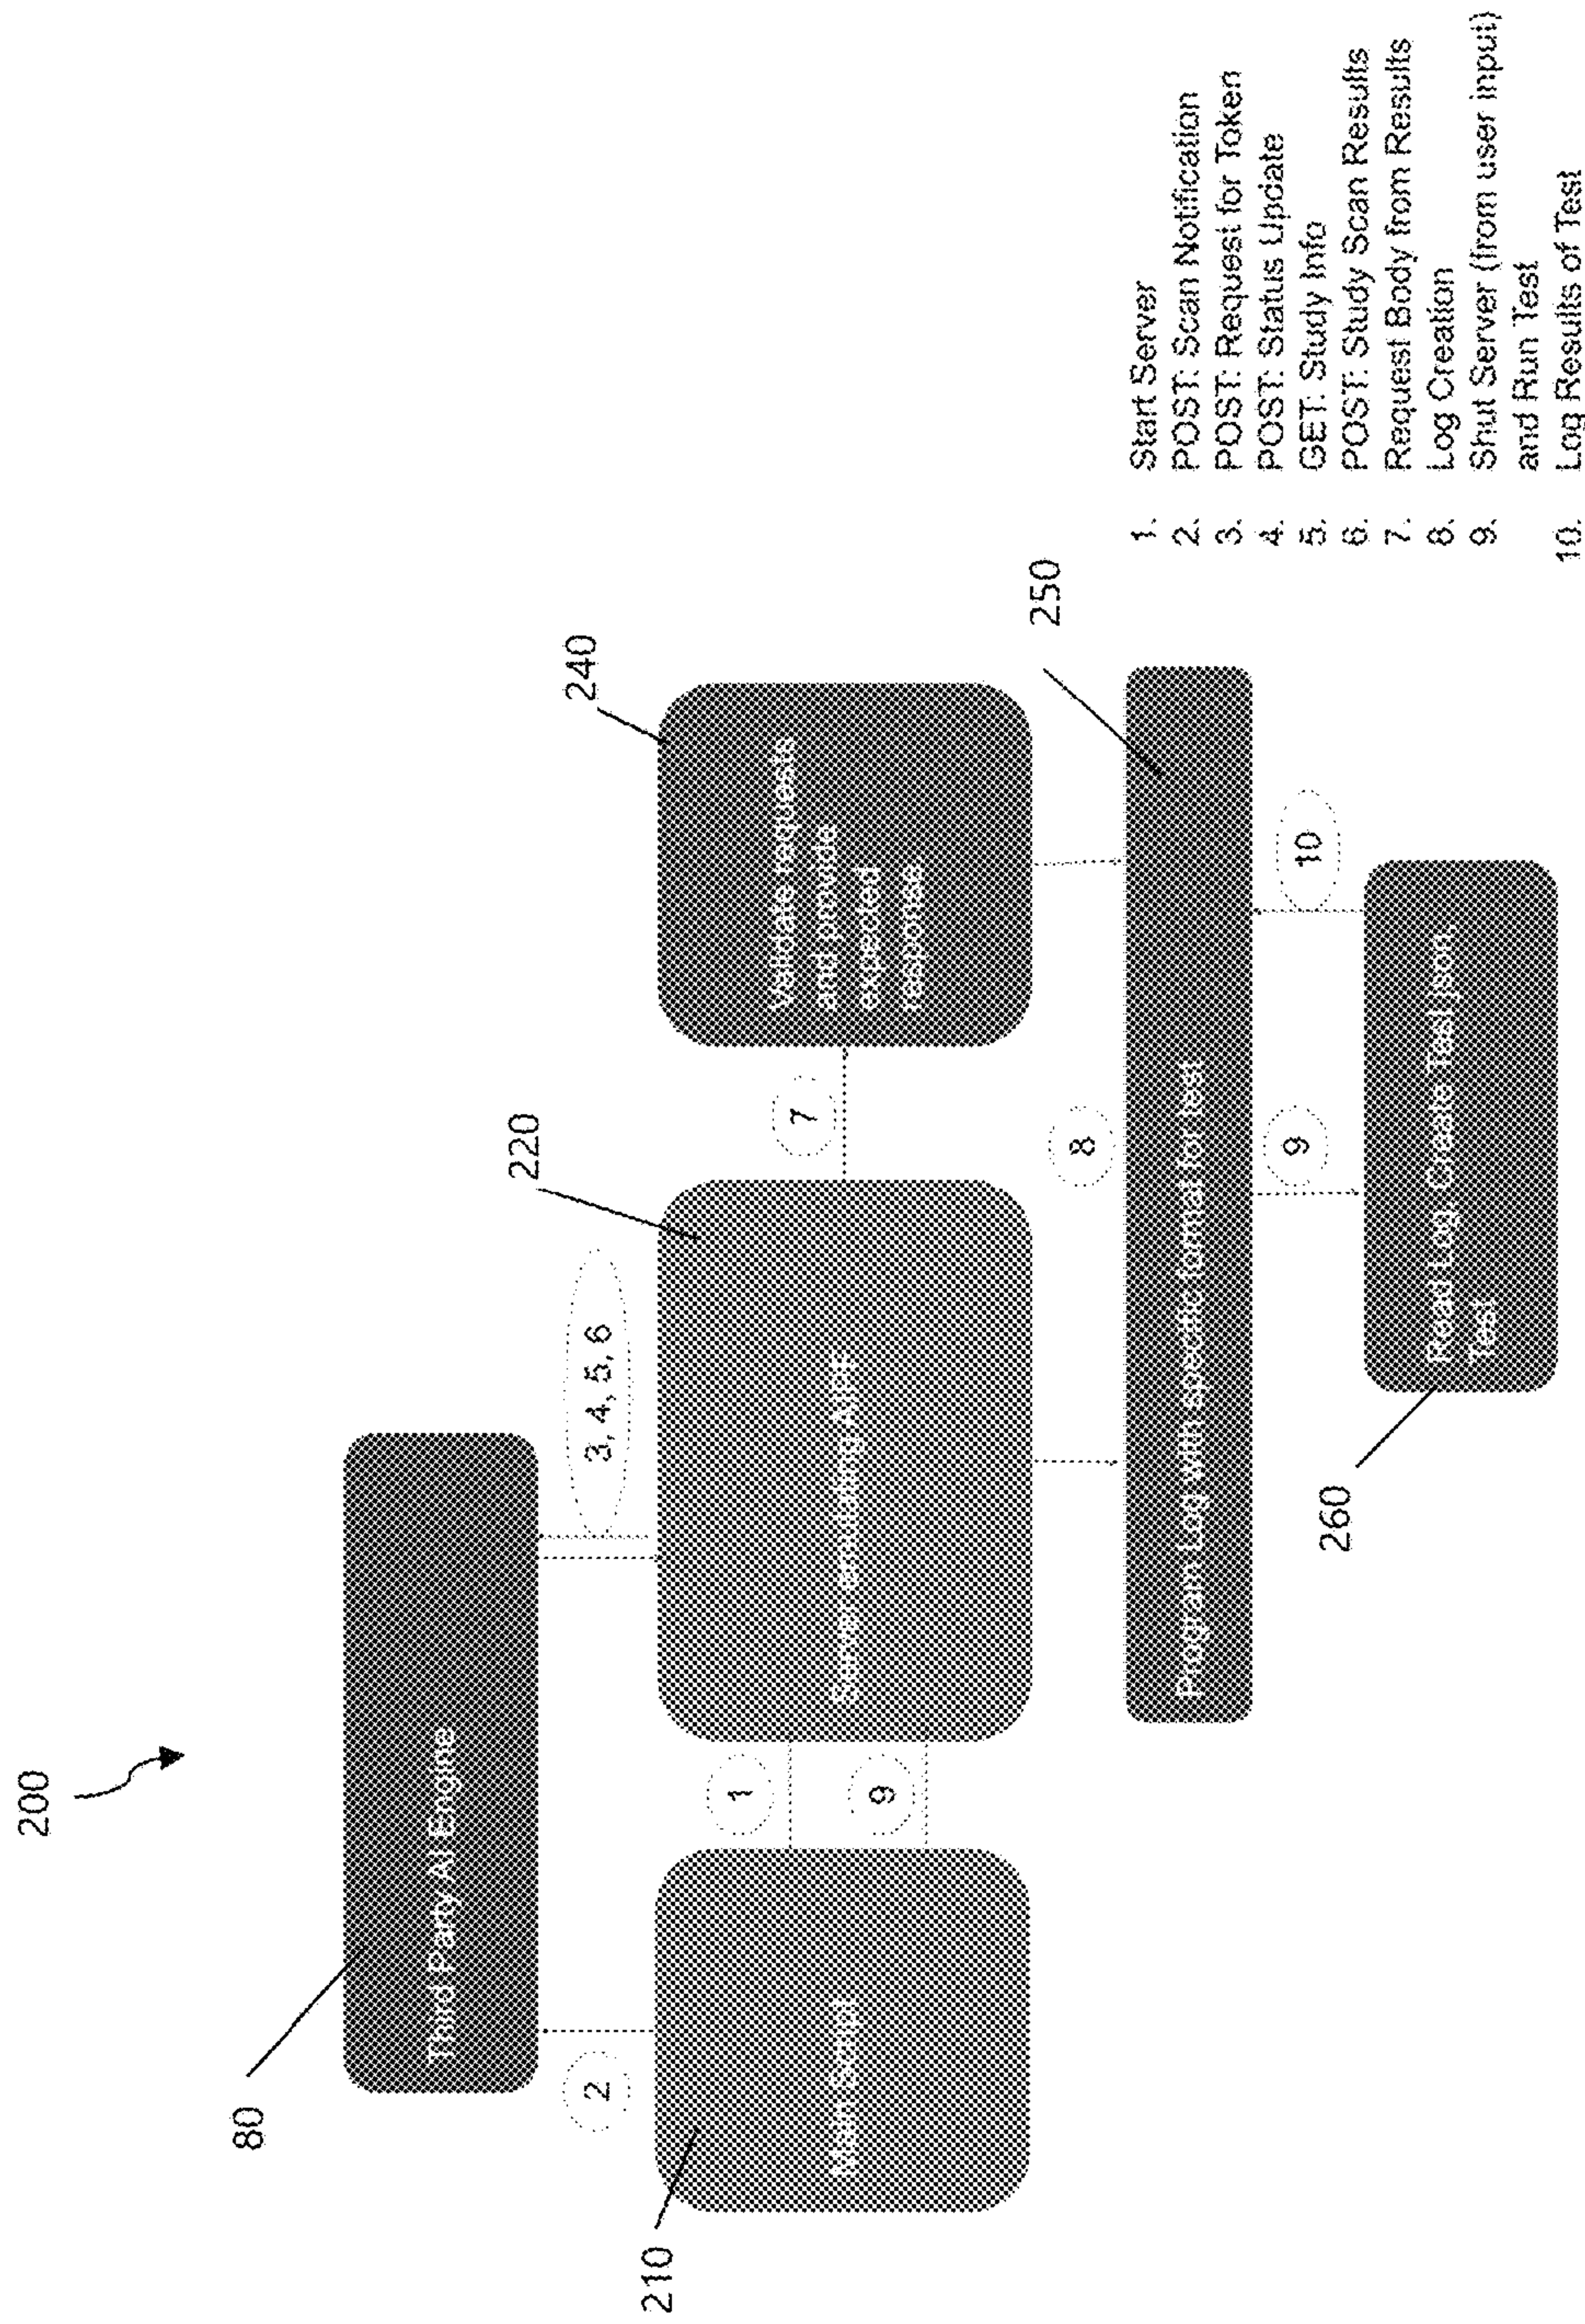 200
80
Third Party AI Engine
2
3, 4, 5, 6
210
Main Script
1
9
220
Server emulating AIPF
7
240
Validate requests
and provide
expected
response
8
250
Program Log with specific format for test
9
10
260
Read Log, Create Test json,
Test
1. Start Server
2. POST: Scan Notification
3. POST: Request for Token
4. POST: Status Update
5. GET: Study Info
6. POST: Study Scan Results
7. Request Body from Results
8. Log Creation
9. Shut Server (from user input)
and Run Test
10. Log Results of Test